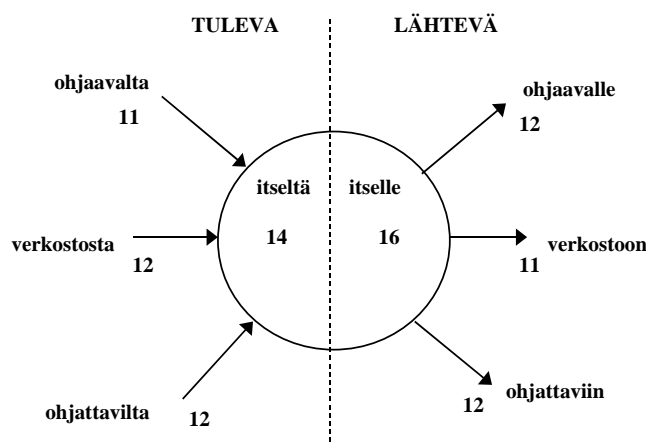 TULEVA
LÄHTEVÄ
ohjaavalta
11
ohjaavalle
12
itseltä
itselle
14
16
verkostosta
12
verkostoon
11
ohjattavilta
12
ohjattaviin
12